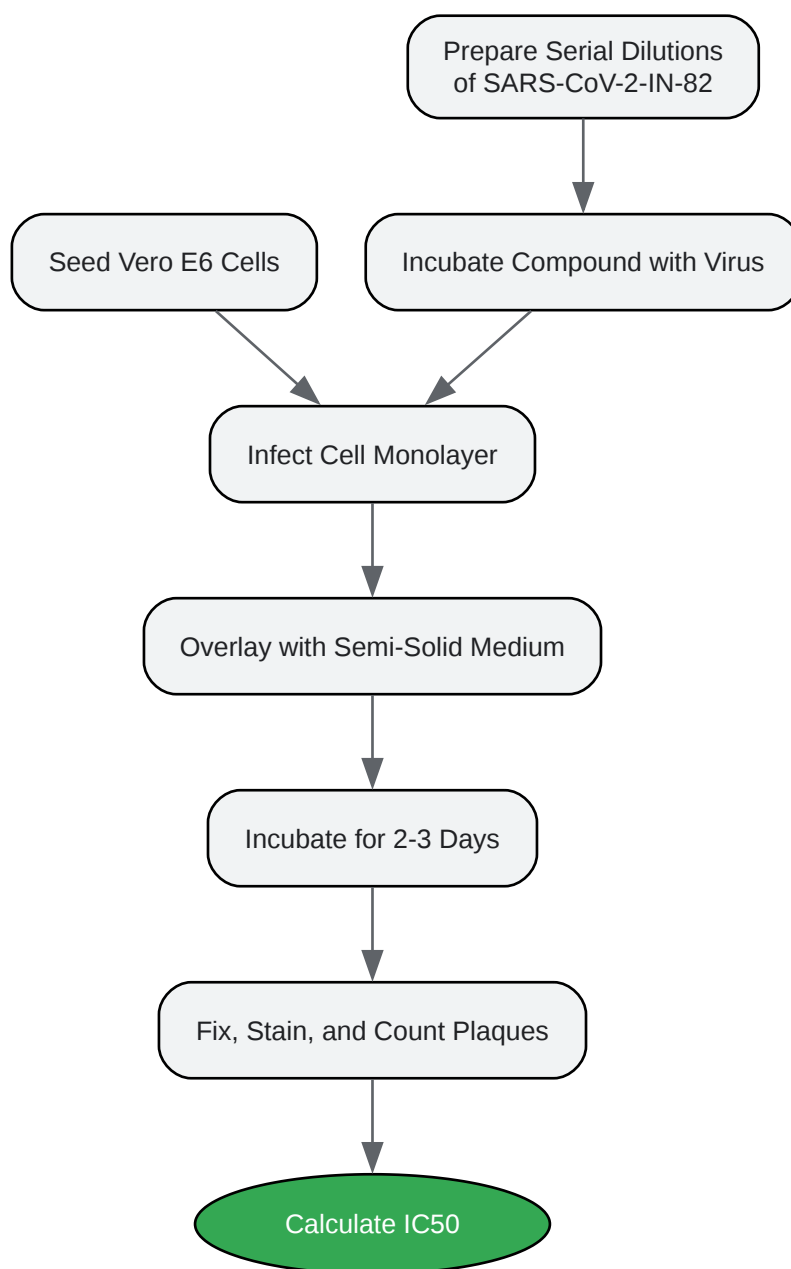 Prepare Serial Dilutions
of SARS-CoV-2-IN-82
Seed Vero E6 Cells
Incubate Compound with Virus
Infect Cell Monolayer
Overlay with Semi-Solid Medium
Incubate for 2-3 Days
Fix, Stain, and Count Plaques
Calculate IC50